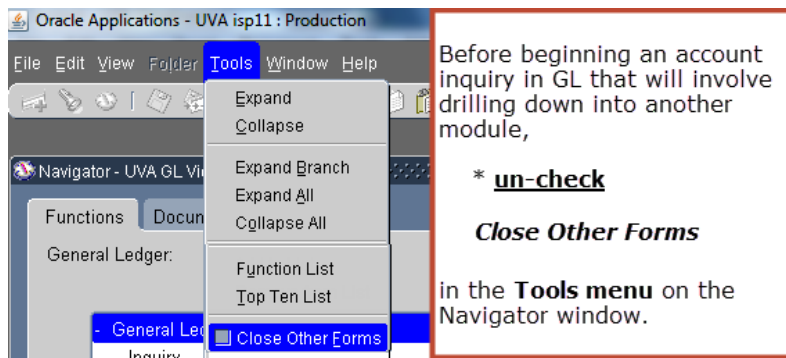 Oracle Applications - UVA isp11 : Production
File Edit View Folder Tools Window Help
Expand
Collapse
Expand Branch
Expand All
Collapse All
Function List
Top Ten List
Close Other Forms
Navigator - UVA GL Vi
Functions Docun
General Ledger:
- General Led
Inquiry
Before beginning an account
inquiry in GL that will involve
drilling down into another
module,
* un-check
Close Other Forms
in the Tools menu on the
Navigator window.